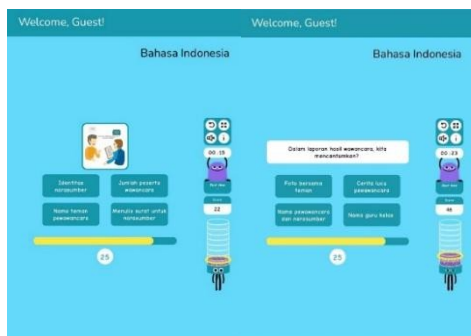 Welcome, Guest!
Bahasa Indonesia
00:15
Identitas narasumber
Jumlah peserta wawancara
Nama teman pewawancara
Menulis surat untuk narasumber
22
25
Welcome, Guest!
Bahasa Indonesia
00:23
Dalam laporan hasil wawancara, kita
mencantumkan?
Foto bersama teman
Cerita lucu pewawancara
Nama pewawancara dan narasumber
Nama guru kelas
46
25